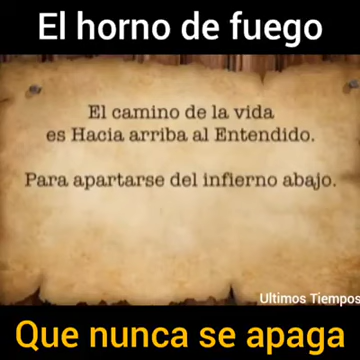 El horno de fuego
El camino de la vida
es Hacia arriba al Entendido.
Para apartarse del infierno abajo.
Ultimos Tiempos
Que nunca se apaga